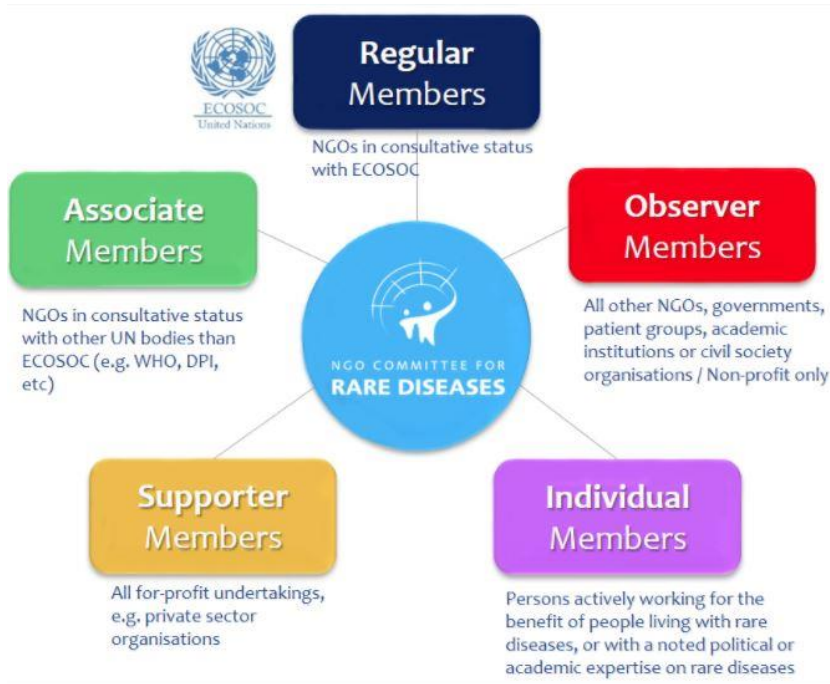 ECOSOC
United Nations
Regular
Members
NGOs in consultative status
with ECOSOC
Associate
Members
NGOs in consultative status
with other UN bodies than
ECOSOC (e.g. WHO, DPI,
etc)
Observer
Members
All other NGOs, governments,
patient groups, academic
institutions or civil society
organisations / Non-profit only
NGO COMMITTEE FOR
RARE DISEASES
Supporter
Members
All for-profit undertakings,
e.g. private sector
organisations
Individual
Members
Persons actively working for the
benefit of people living with rare
diseases, or with a noted political or
academic expertise on rare diseases